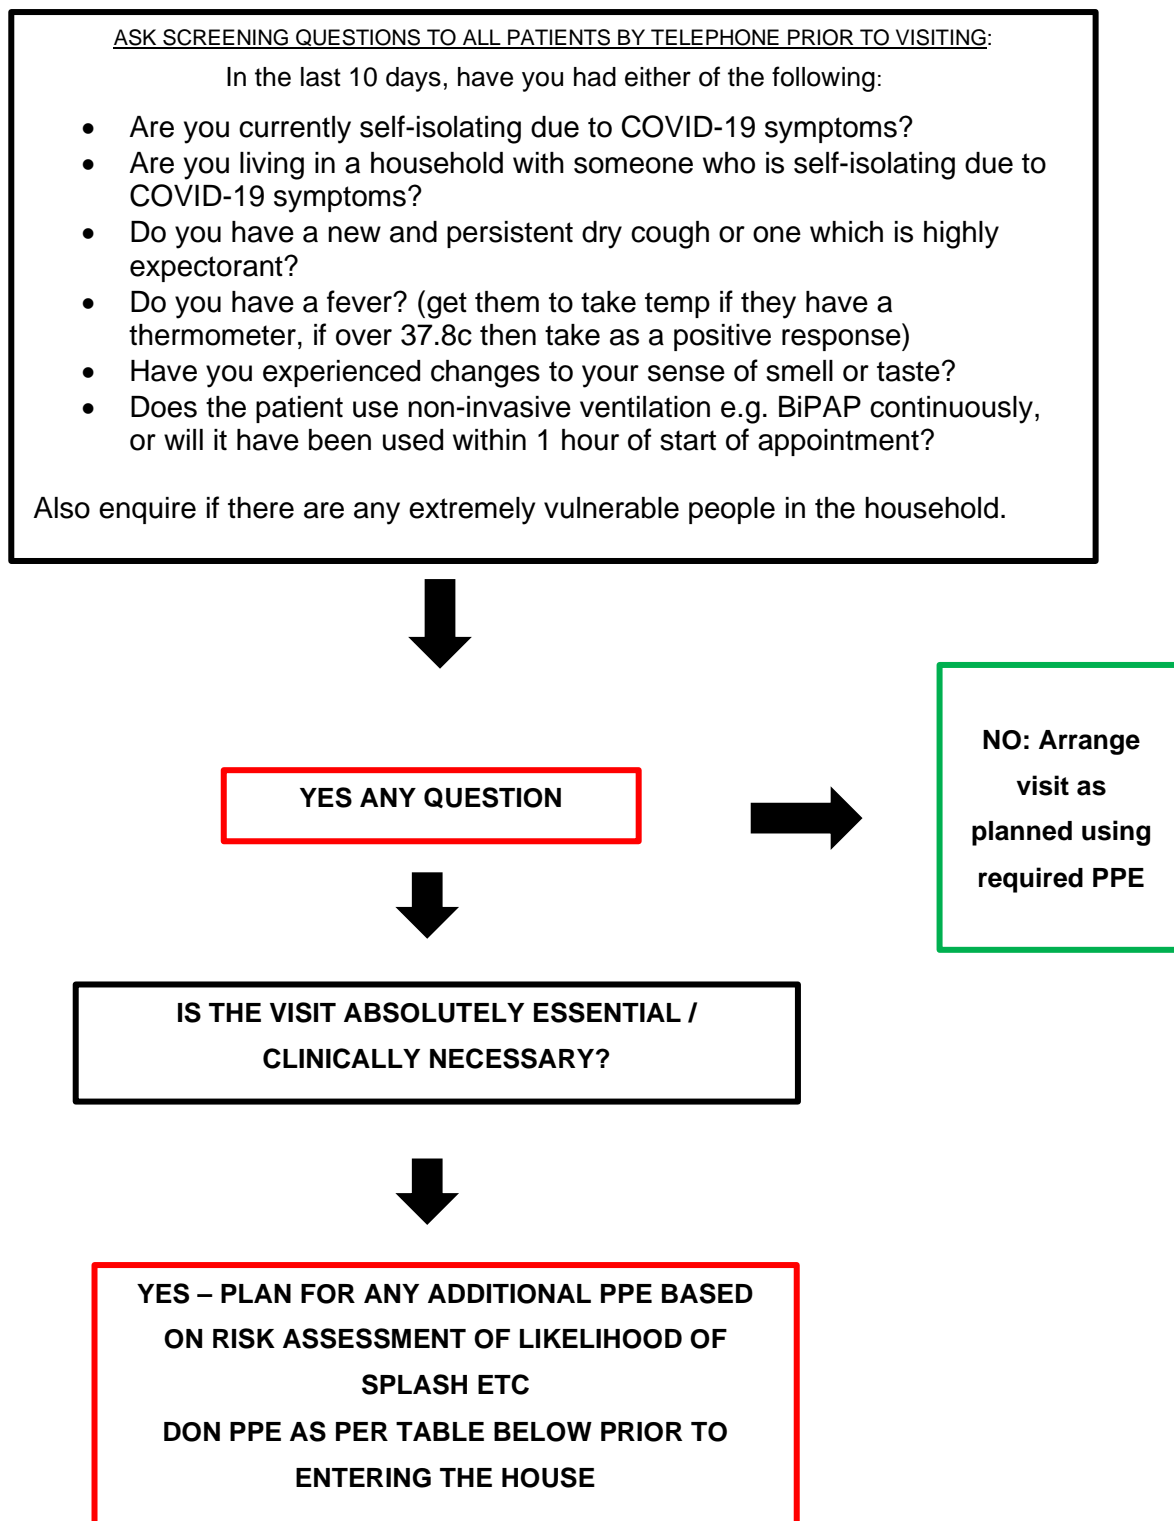 ASK SCREENING QUESTIONS TO ALL PATIENTS BY TELEPHONE PRIOR TO VISITING:
In the last 10 days, have you had either of the following:
• Are you currently self-isolating due to COVID-19 symptoms?
• Are you living in a household with someone who is self-isolating due to
COVID-19 symptoms?
• Do you have a new and persistent dry cough or one which is highly
expectorant?
• Do you have a fever? (get them to take temp if they have a
thermometer, if over 37.8c then take as a positive response)
• Have you experienced changes to your sense of smell or taste?
• Does the patient use non-invasive ventilation e.g. BiPAP continuously,
or will it have been used within 1 hour of start of appointment?
Also enquire if there are any extremely vulnerable people in the household.
YES ANY QUESTION
NO: Arrange
visit as
planned using
required PPE
IS THE VISIT ABSOLUTELY ESSENTIAL /
CLINICALLY NECESSARY?
YES – PLAN FOR ANY ADDITIONAL PPE BASED
ON RISK ASSESSMENT OF LIKELIHOOD OF
SPLASH ETC
DON PPE AS PER TABLE BELOW PRIOR TO
ENTERING THE HOUSE